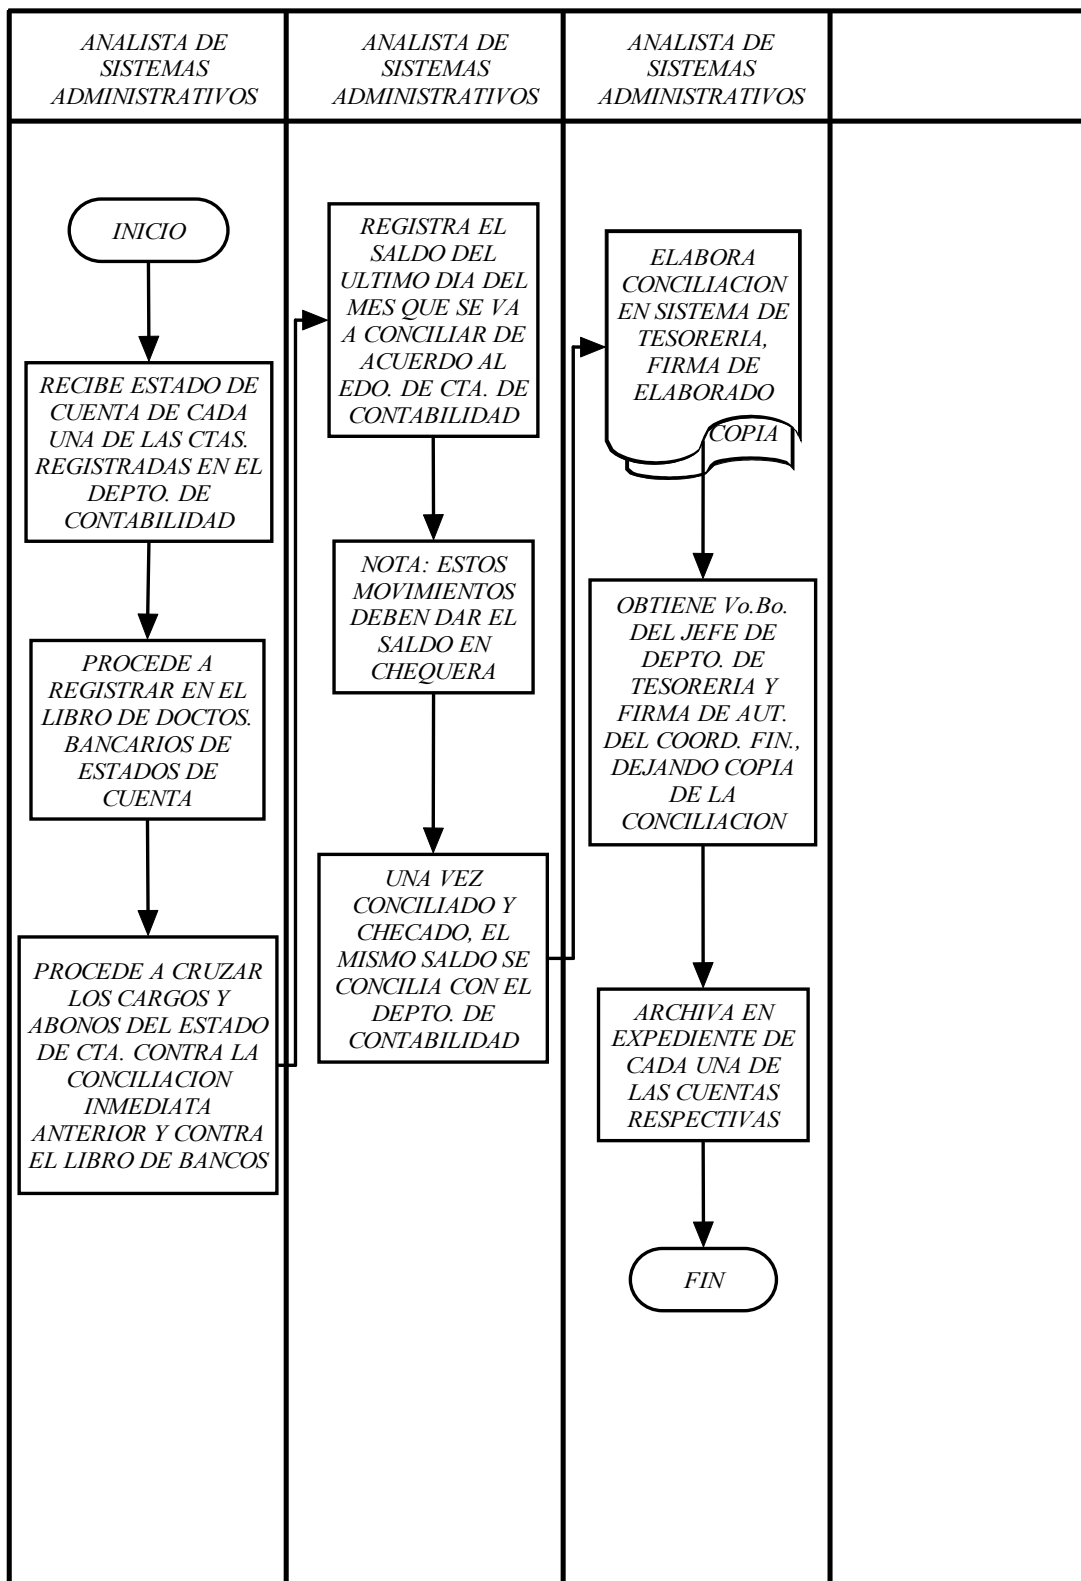 ANALISTA DE
SISTEMAS
ADMINISTRATIVOS
ANALISTA DE
SISTEMAS
ADMINISTRATIVOS
ANALISTA DE
SISTEMAS
ADMINISTRATIVOS
INICIO
RECIBE ESTADO DE
CUENTA DE CADA
UNA DE LAS CTAS.
REGISTRADAS EN EL
DEPTO. DE
CONTABILIDAD
PROCEDE A
REGISTRAR EN EL
LIBRO DE DOCTOS.
BANCARIOS DE
ESTADOS DE
CUENTA
PROCEDE A CRUZAR
LOS CARGOS Y
ABONOS DEL ESTADO
DE CTA. CONTRA LA
CONCILIACION
INMEDIATA
ANTERIOR Y CONTRA
EL LIBRO DE BANCOS
REGISTRA EL
SALDO DEL
ULTIMO DIA DEL
MES QUE SE VA
A CONCILIAR DE
ACUERDO AL
EDO. DE CTA. DE
CONTABILIDAD
NOTA: ESTOS
MOVIMIENTOS
DEBEN DAR EL
SALDO EN
CHEQUERA
UNA VEZ
CONCILIADO Y
CHECADO, EL
MISMO SALDO SE
CONCILIA CON EL
DEPTO. DE
CONTABILIDAD
ELABORA
CONCILIACION
EN SISTEMA DE
TESORERIA,
FIRMA DE
ELABORADO
COPIA
OBTIENE Vo.Bo.
DEL JEFE DE
DEPTO. DE
TESORERIA Y
FIRMA DE AUT.
DEL COORD. FIN.,
DEJANDO COPIA
DE LA
CONCILIACION
ARCHIVA EN
EXPEDIENTE DE
CADA UNA DE
LAS CUENTAS
RESPECTIVAS
FIN